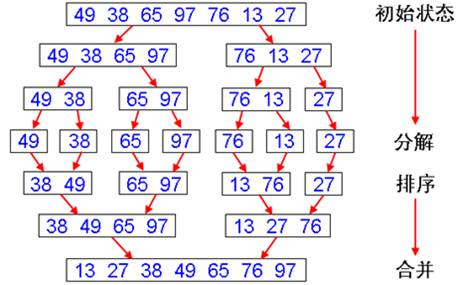 49 38 65 97 76 13 27 初始状态
49 38 65 97 76 13 27
49 38 65 97 76 13 27
49 38 65 97 76 13 27 分解
38 49 65 97 13 76 27 排序
38 49 65 97 13 27 76
13 27 38 49 65 76 97 合并